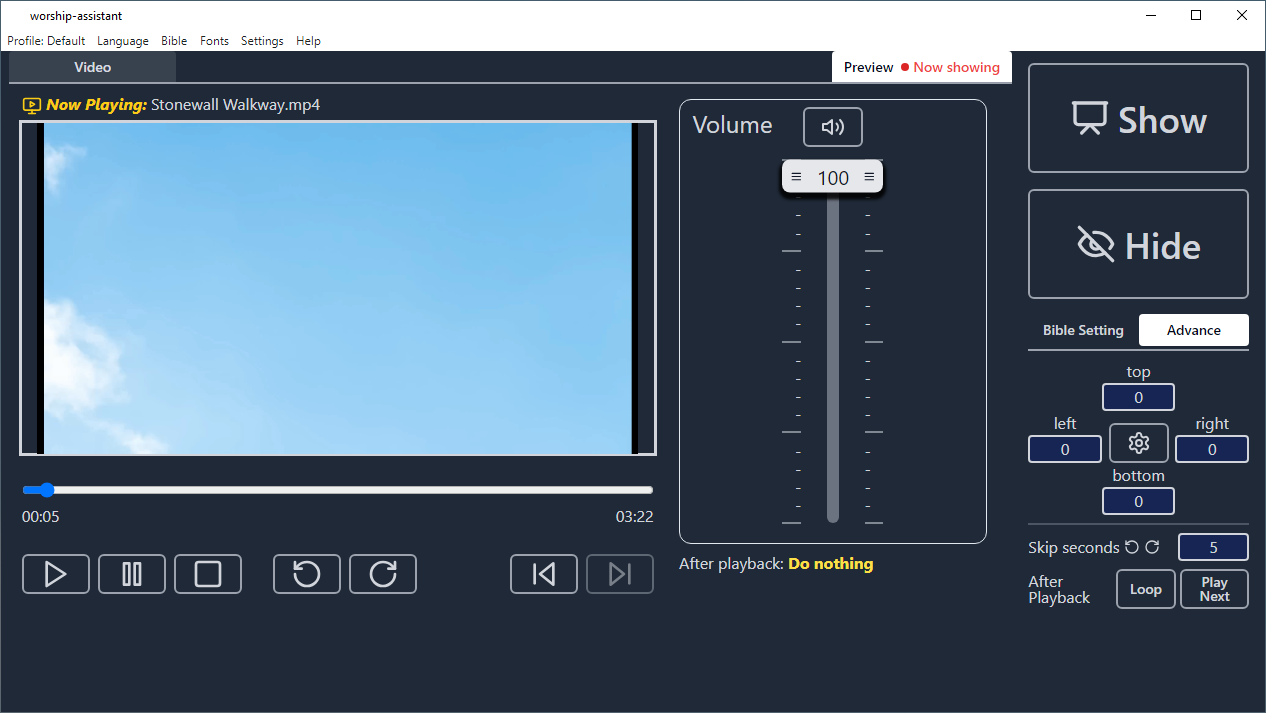 worship-assistant
Profile: Default Language Bible Fonts Settings Help
Video
Preview Now showing
Now Playing: Stonewall Walkway.mp4
Volume
100
00:05 03:22
After playback: Do nothing
Show
Hide
Bible Setting Advance
top
0
left right
0 0
bottom
0
Skip seconds 5
After
Playback
Loop
Play
Next